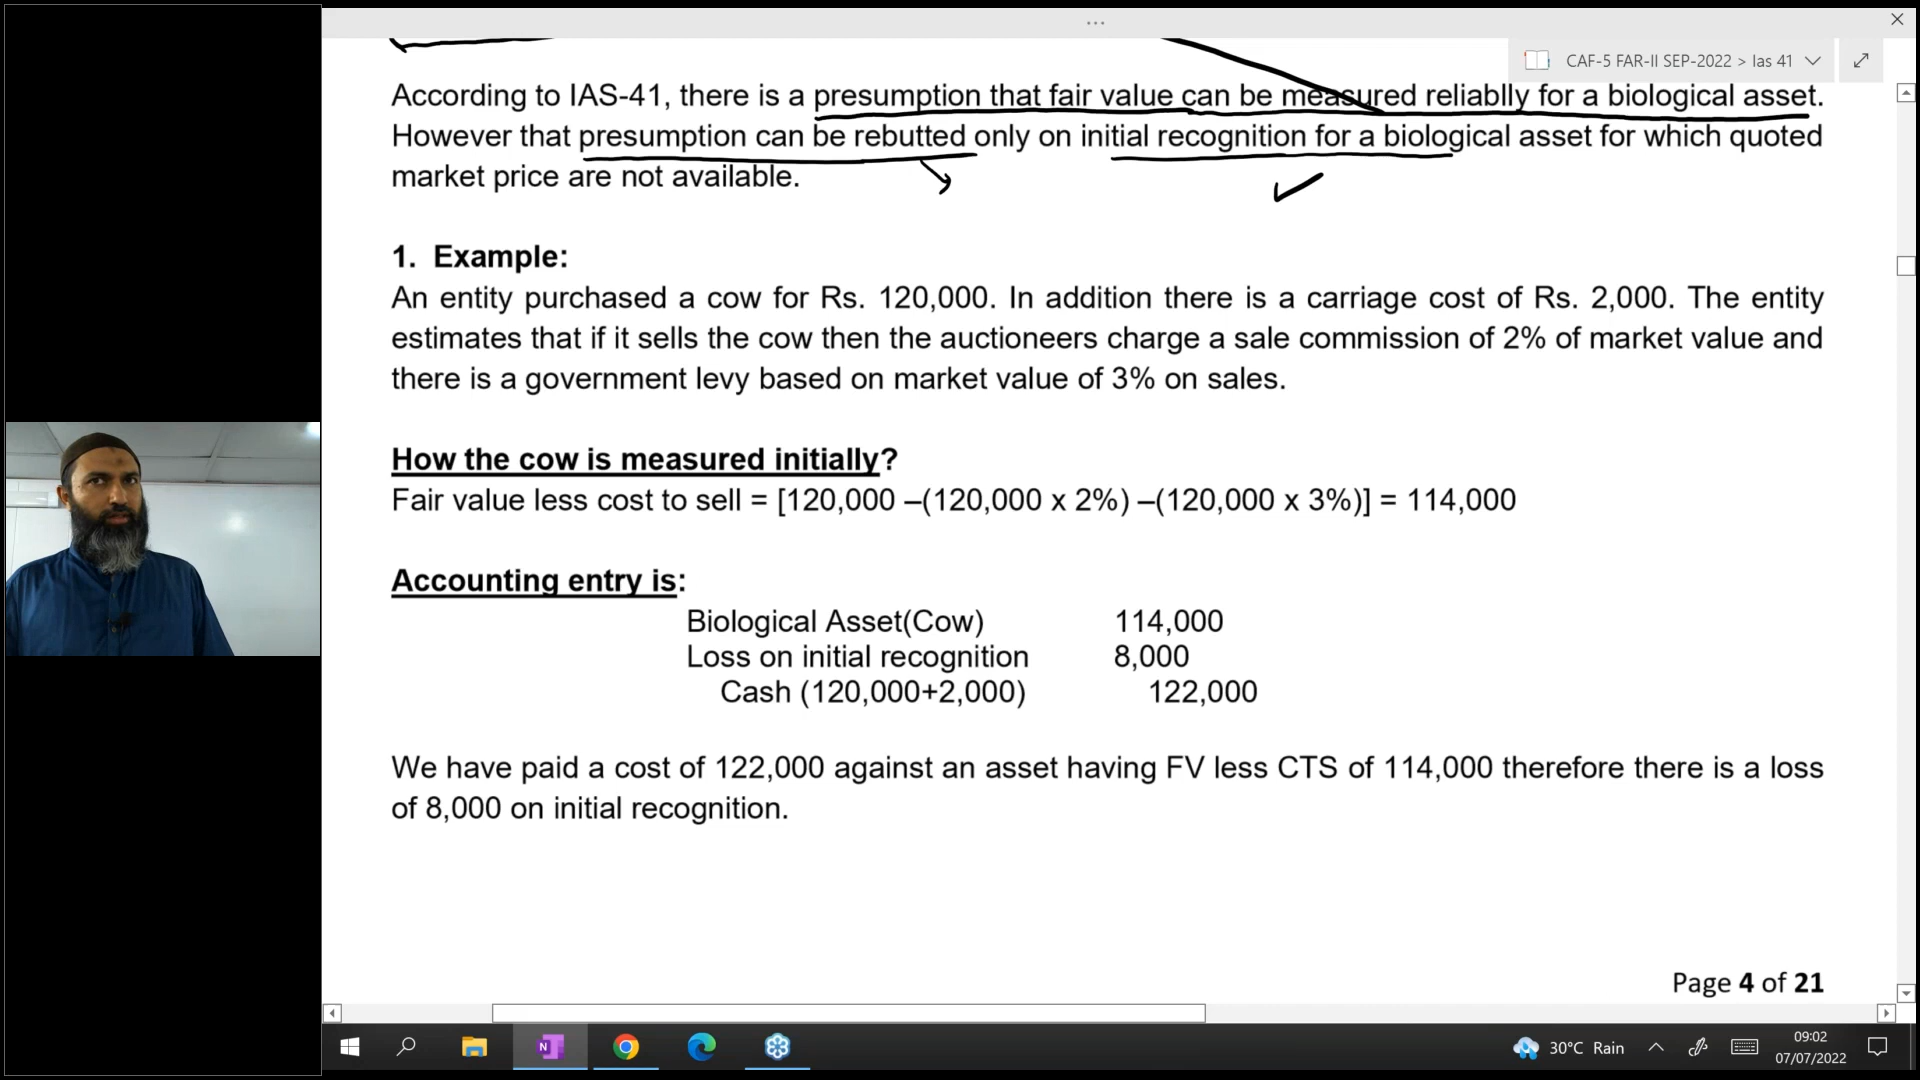 CAF-5 FAR-II SEP-2022 > Ias 41
According to IAS-41, there is a presumption that fair value can be measured reliablly for a biological asset.
However that presumption can be rebutted only on initial recognition for a biological asset for which quoted
market price are not available.
1. Example:
An entity purchased a cow for Rs. 120,000. In addition there is a carriage cost of Rs. 2,000. The entity
estimates that if it sells the cow then the auctioneers charge a sale commission of 2% of market value and
there is a government levy based on market value of 3% on sales.
How the cow is measured initially?
Fair value less cost to sell = [120,000 –(120,000 x 2%) –(120,000 x 3%)] = 114,000
Accounting entry is:
Biological Asset(Cow) 114,000
Loss on initial recognition 8,000
Cash (120,000+2,000) 122,000
We have paid a cost of 122,000 against an asset having FV less CTS of 114,000 therefore there is a loss
of 8,000 on initial recognition.
Page 4 of 21
30°C Rain
09:02
07/07/2022